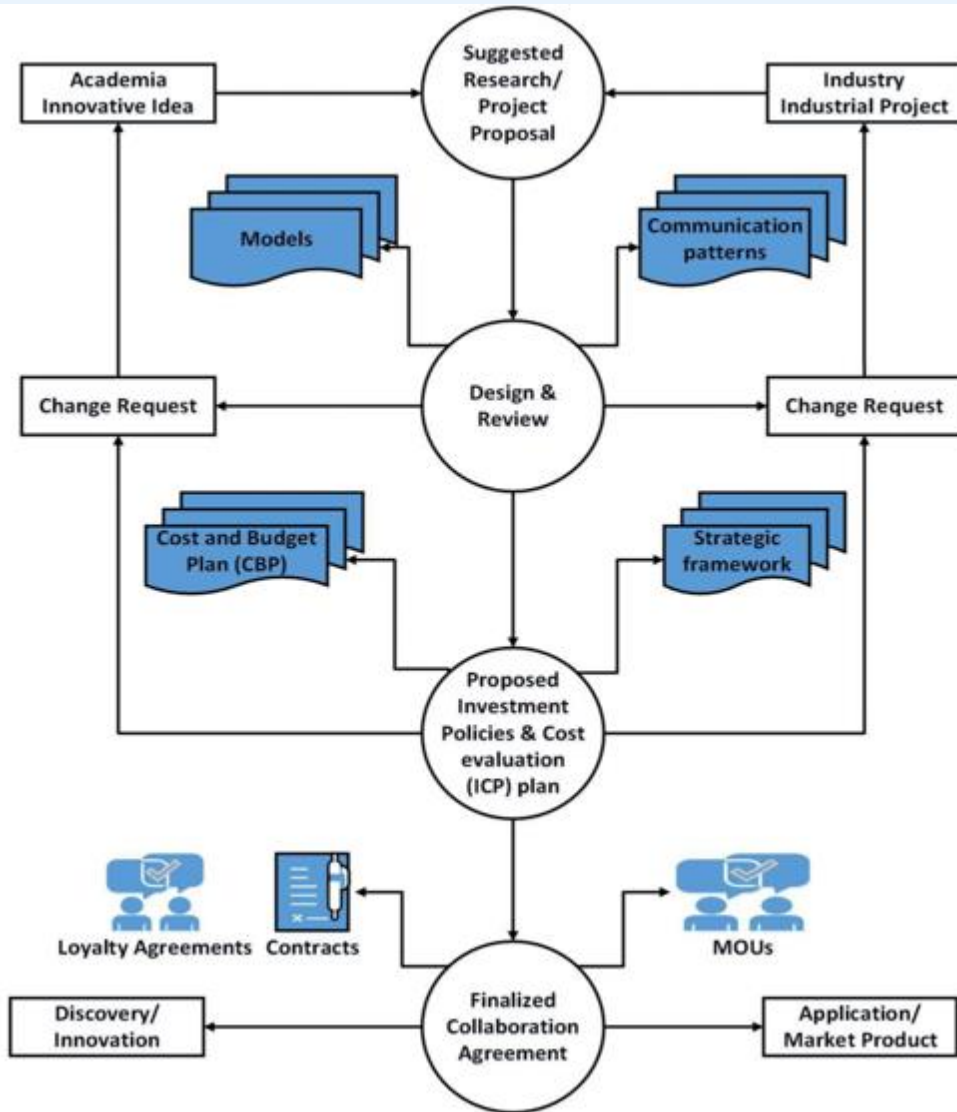 Suggested
Research/
Project
Proposal
Academia
Innovative Idea
Industry
Industrial Project
Models
Communication
patterns
Change Request
Design &
Review
Change Request
Cost and Budget
Plan (CBP)
Strategic
framework
Proposed
Investment
Policies & Cost
evaluation
(ICP) plan
Loyalty Agreements
Contracts
MOUs
Discovery/
Innovation
Finalized
Collaboration
Agreement
Application/
Market Product